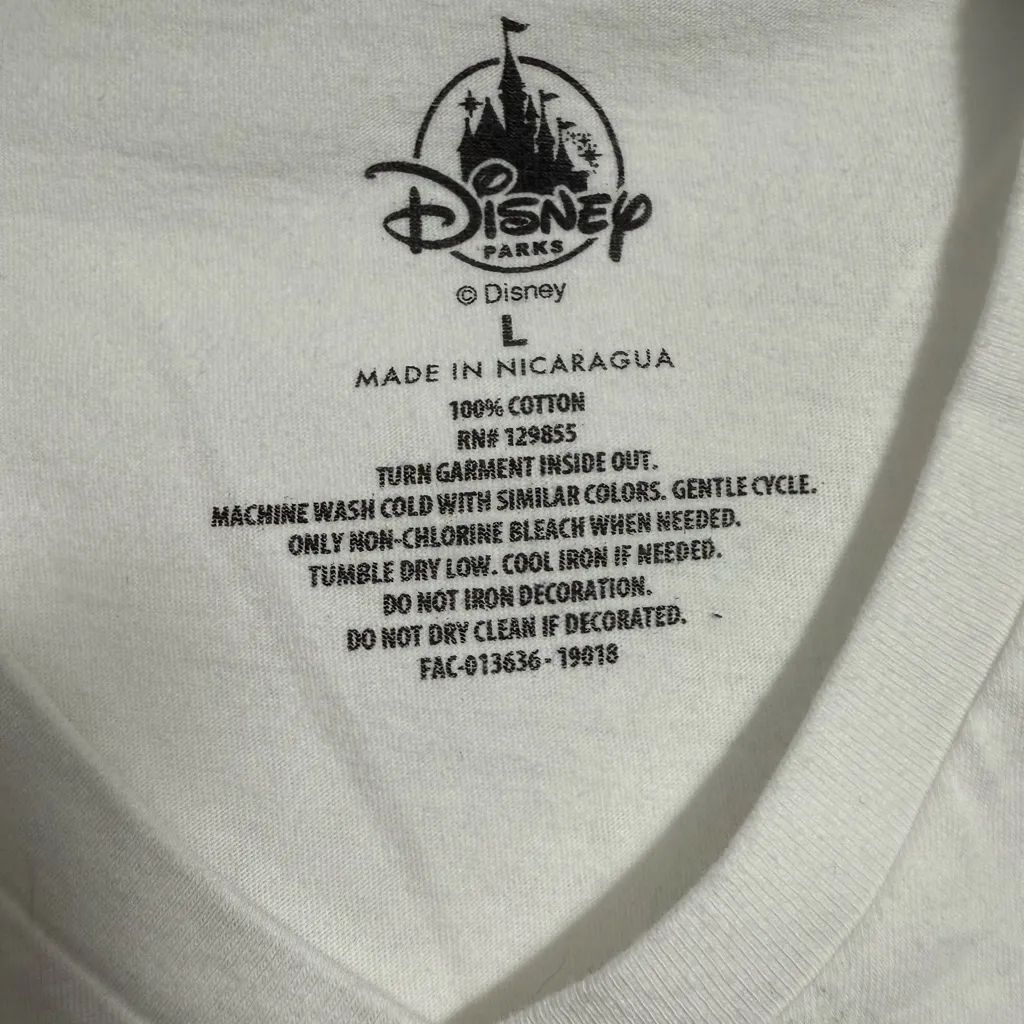 Disney
PARKS
© Disney
L
MADE IN NICARAGUA
100% COTTON
RN# 129855
TURN GARMENT INSIDE OUT.
MACHINE WASH COLD WITH SIMILAR COLORS. GENTLE CYCLE.
ONLY NON-CHLORINE BLEACH WHEN NEEDED.
TUMBLE DRY LOW. COOL IRON IF NEEDED.
DO NOT IRON DECORATION.
DO NOT DRY CLEAN IF DECORATED.
FAC-013636 - 19018